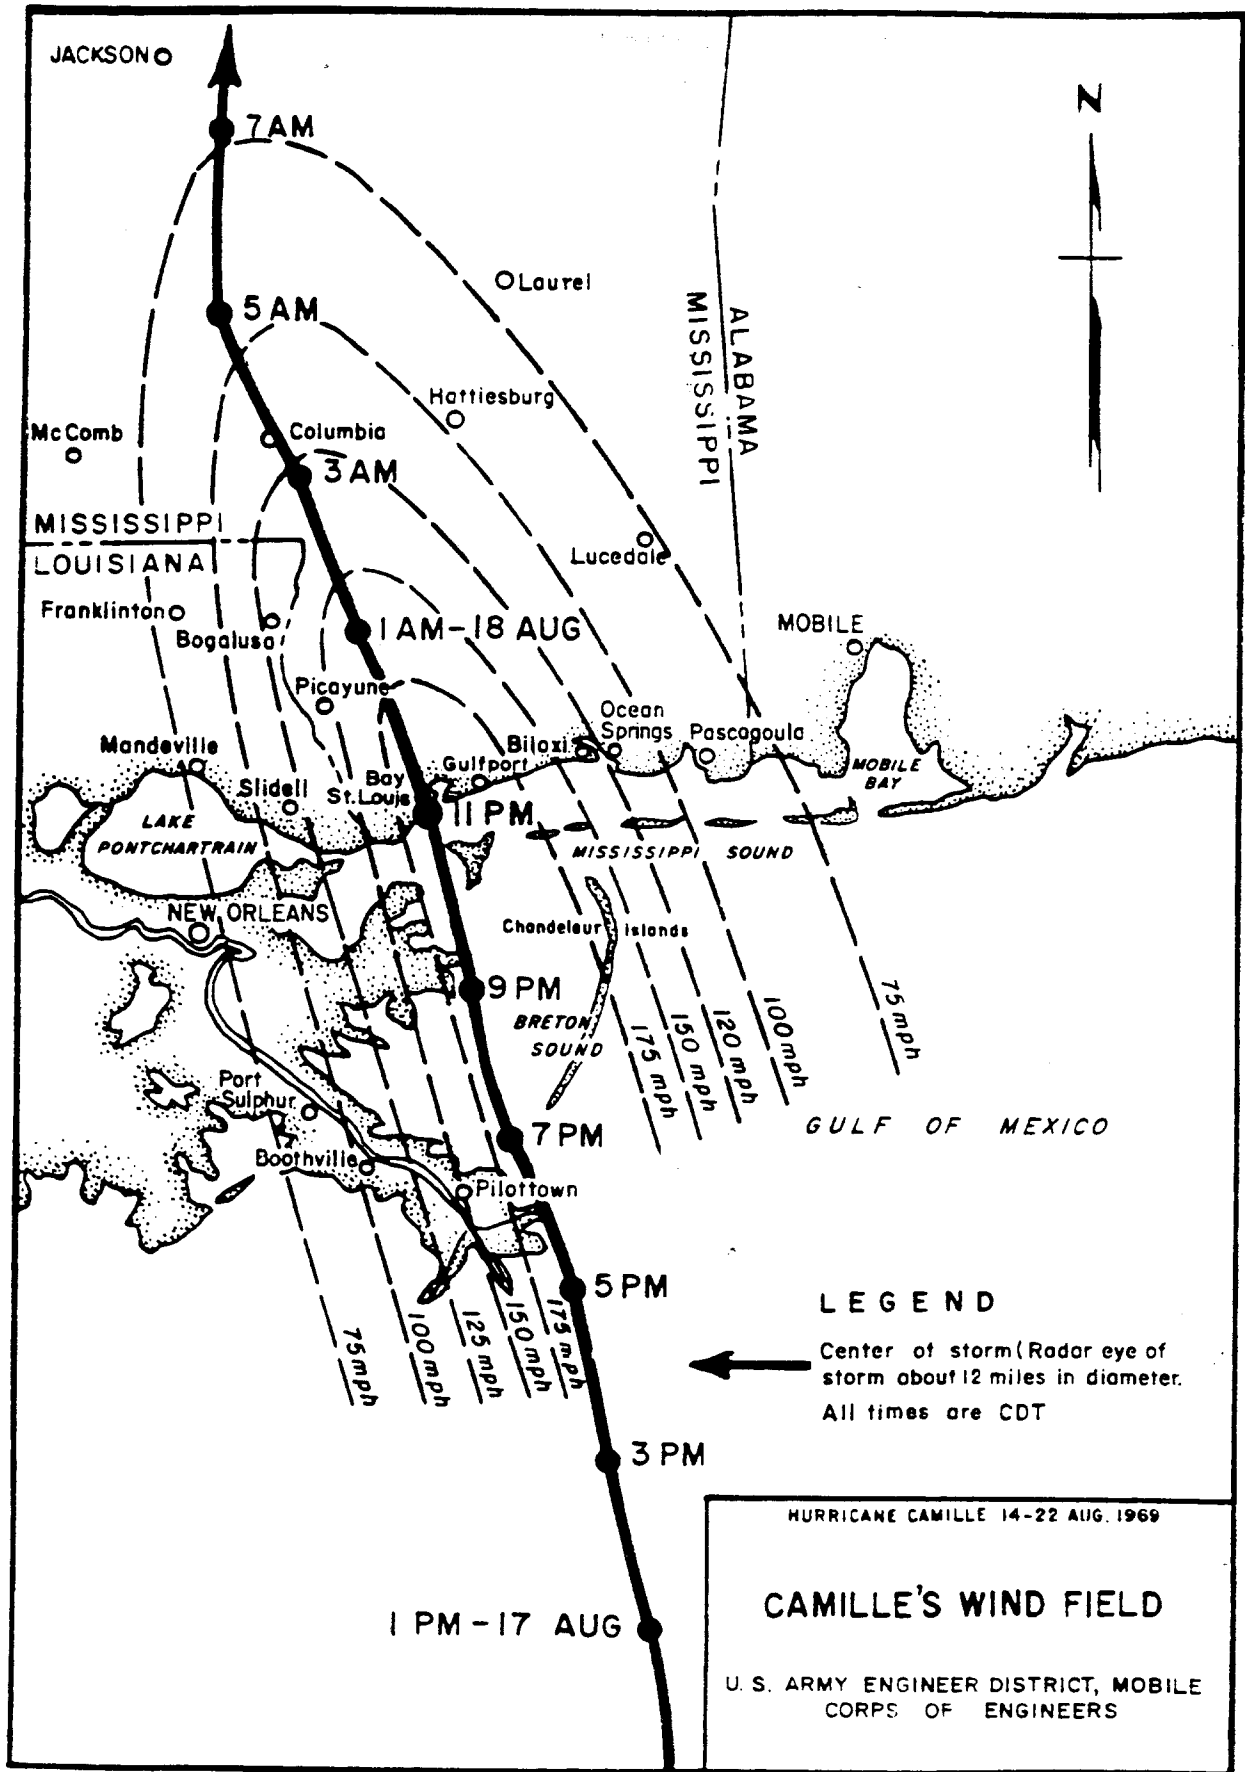 JACKSON
N
7 AM
Laurel
5 AM
ALABAMA
MISSISSIPPI
Hattiesburg
McComb
Columbia
3 AM
MISSISSIPPI
LOUISIANA
Lucedale
Franklinton
Bogalusa
1 AM-18 AUG
MOBILE
Picayune
Ocean
Springs
Pascagoula
Biloxi
Mandeville
Gulfport
MOBILE
BAY
Bay
St. Louis
Slidell
11 PM
LAKE
PONTCHARTRAIN
MISSISSIPPI SOUND
NEW ORLEANS
Chandeleur Islands
9 PM
BRETON
SOUND
175 mph
150 mph
120 mph
100 mph
75 mph
Port
Sulphur
7 PM
GULF OF MEXICO
Boothville
Pilottown
5 PM
75 mph
100 mph
125 mph
150 mph
175 mph
LEGEND
Center of storm (Radar eye of
storm about 12 miles in diameter.
All times are CDT
3 PM
1 PM-17 AUG
HURRICANE CAMILLE 14-22 AUG. 1969
CAMILLE'S WIND FIELD
U. S. ARMY ENGINEER DISTRICT, MOBILE
CORPS OF ENGINEERS